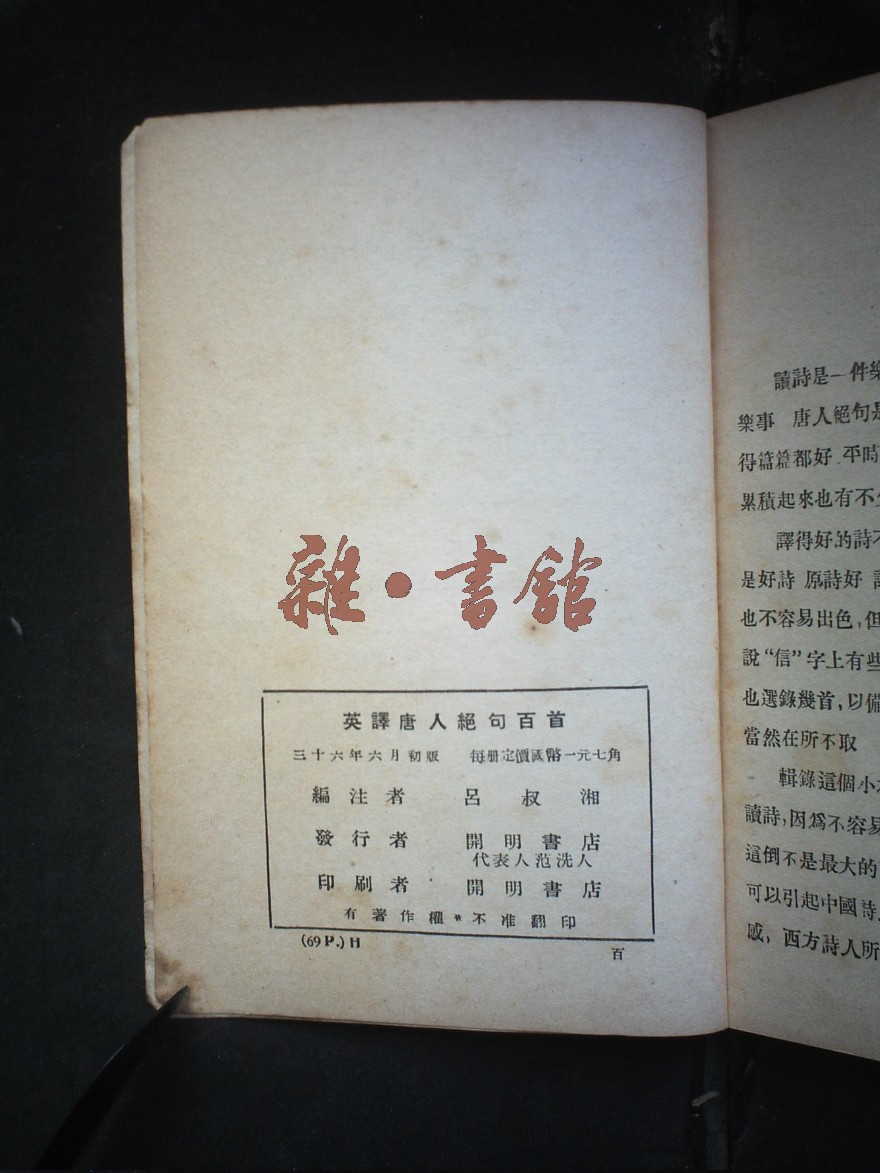 雜·書館
英譯唐人絕句百首
三十六年六月初版 每册定價國幣一元七角
編注者 呂叔湘
發行者 開明書店
代表人范洗人
印刷者 開明書店
有著作權＊不准翻印
(69 P.) H 百
讀詩是一件樂
樂事 唐人絕句是
得篇篇都好 平時
累積起來也有不
譯得好的詩不
是好詩 原詩好
也不容易出色,但
說“信”字上有些
也選錄幾首,以備
當然在所不取
輯錄這個小
讀詩,因爲不容易
這倒不是最大的
可以引起中國詩
感, 西方詩人所